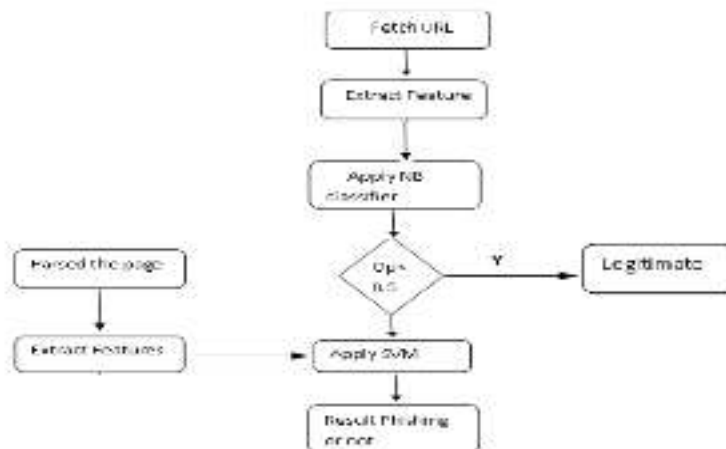 Fetch URL
Extract Feature
Apply NB
classifier
Parsed the page
Y
Legitimate
Extract Features
Apply SVM
Result Phishing
or not